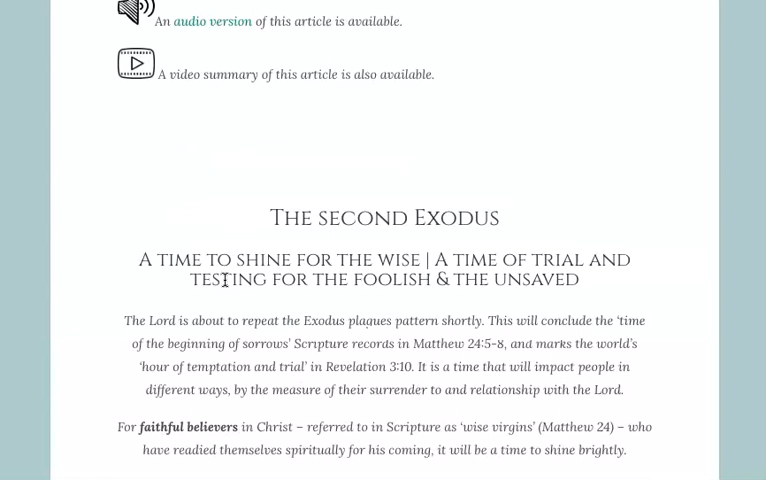 An audio version of this article is available.
A video summary of this article is also available.
The second Exodus
A time to shine for the wise | A time of trial and
testing for the foolish & the unsaved
The Lord is about to repeat the Exodus plagues pattern shortly. This will conclude the ‘time
of the beginning of sorrows’ Scripture records in Matthew 24:5-8, and marks the world’s
‘hour of temptation and trial’ in Revelation 3:10. It is a time that will impact people in
different ways, by the measure of their surrender to and relationship with the Lord.
For faithful believers in Christ – referred to in Scripture as ‘wise virgins’ (Matthew 24) – who
have readied themselves spiritually for his coming, it will be a time to shine brightly.